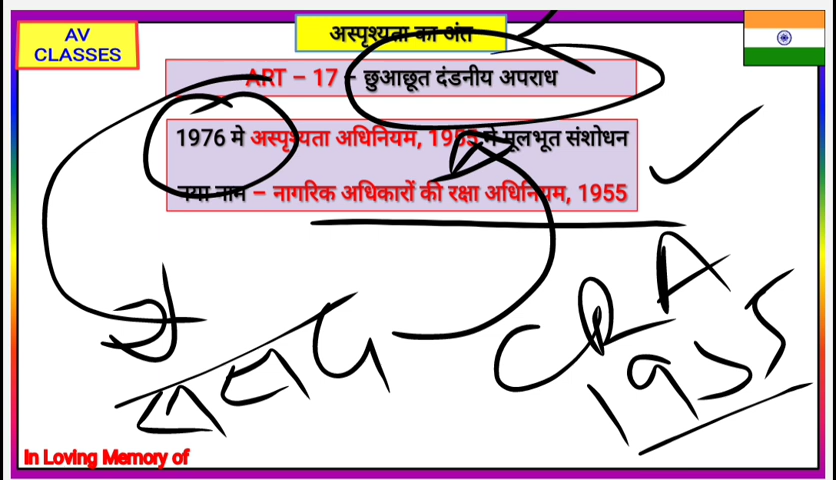 AV
CLASSES
अस्पृश्यता का अंत
ART – 17 – छुआछूत दंडनीय अपराध
1976 मे अस्पृश्यता अधिनियम, 1955 मे मूलभूत संशोधन
नया नाम – नागरिक अधिकारों की रक्षा अधिनियम, 1955
CRA
1955
In Loving Memory of